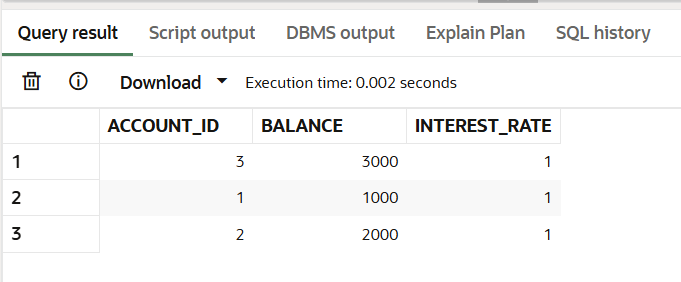 Query result Script output DBMS output Explain Plan SQL history
Download Execution time: 0.002 seconds
ACCOUNT_ID BALANCE INTEREST_RATE
1 3 3000 1
2 1 1000 1
3 2 2000 1